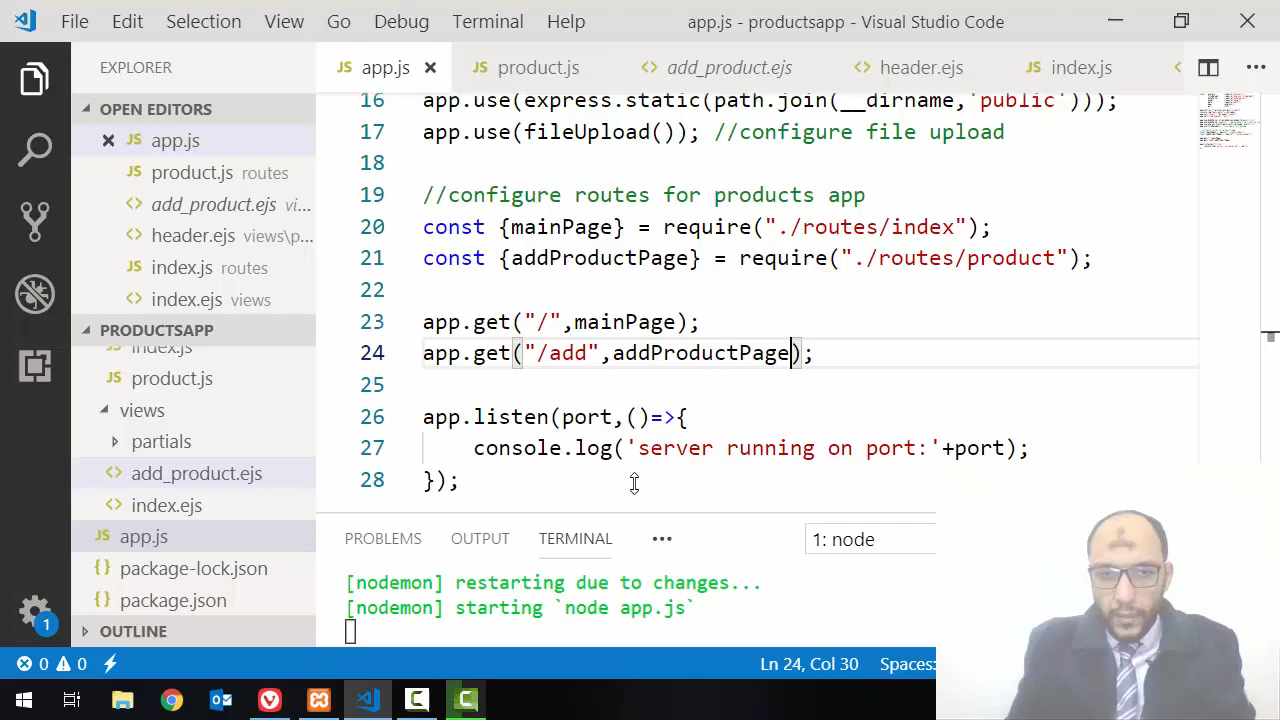 File Edit Selection View Go Debug Terminal Help app.js - productsapp - Visual Studio Code
EXPLORER
OPEN EDITORS
app.js
product.js routes
add_product.ejs vi...
header.ejs views\p...
index.js routes
index.ejs views
PRODUCTSAPP
index.js
product.js
views
partials
add_product.ejs
index.ejs
app.js
package-lock.json
package.json
OUTLINE
app.js product.js add_product.ejs header.ejs index.js
16 app.use(express.static(path.join(__dirname,'public')));
17 app.use(fileUpload()); //configure file upload
18
19 //configure routes for products app
20 const {mainPage} = require("./routes/index");
21 const {addProductPage} = require("./routes/product");
22
23 app.get("/",mainPage);
24 app.get("/add",addProductPage);
25
26 app.listen(port,()=>{
27 console.log('server running on port:'+port);
28 });
PROBLEMS OUTPUT TERMINAL ••• 1: node
[nodemon] restarting due to changes...
[nodemon] starting `node app.js`
1
0 0 Ln 24, Col 30 Spaces: